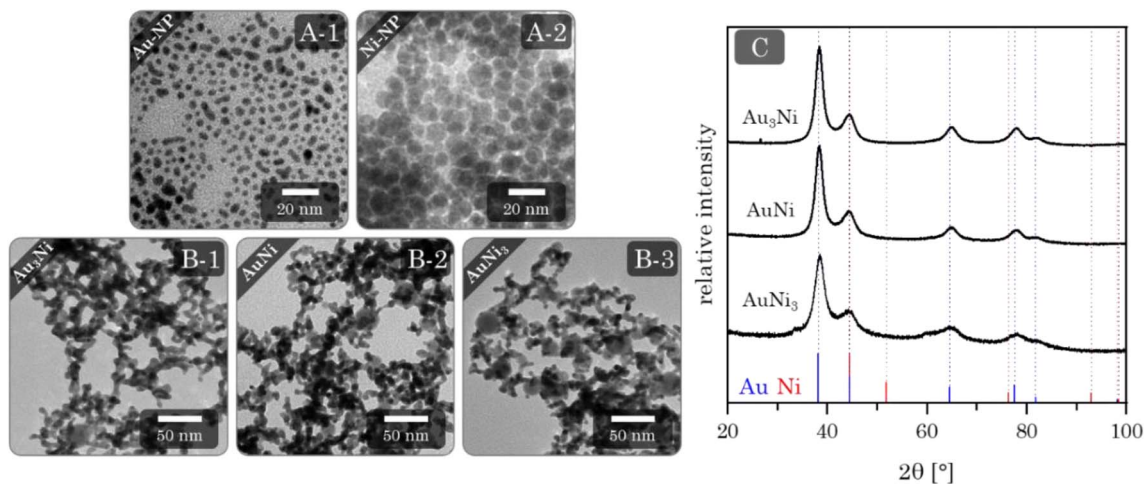 Au-NP
A-1
20 nm
Ni-NP
A-2
20 nm
Au₃Ni
B-1
50 nm
AuNi
B-2
50 nm
AuNi₃
B-3
50 nm
C
relative intensity
Au₃Ni
AuNi
AuNi₃
Au Ni
20 40 60 80 100
2θ [°]